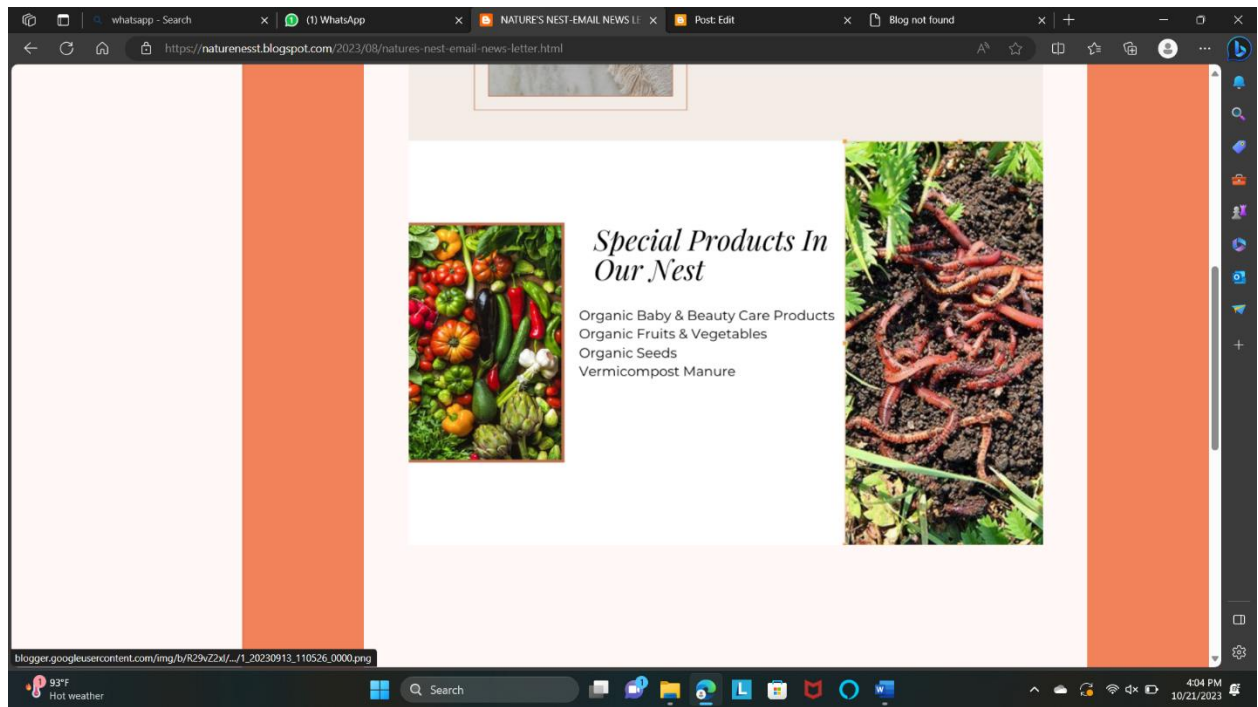 whatsapp - Search
(1) WhatsApp
NATURE'S NEST-EMAIL NEWS LE
Post: Edit
Blog not found
https://naturenesst.blogspot.com/2023/08/natures-nest-email-news-letter.html
Special Products In
Our Nest
Organic Baby & Beauty Care Products
Organic Fruits & Vegetables
Organic Seeds
Vermicompost Manure
blogger.googleusercontent.com/img/b/R29vZ2xl/.../1_20230913_110526_0000.png
1
93°F
Hot weather
Search
L
4:04 PM
10/21/2023